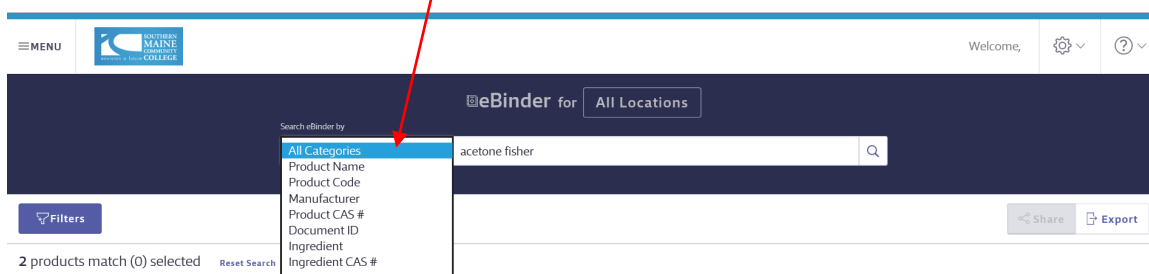 MENU
SOUTHERN
MAINE
COMMUNITY
COLLEGE
Welcome,
eBinder for All Locations
Search eBinder by
All Categories
acetone fisher
Product Name
Product Code
Manufacturer
Product CAS #
Document ID
Ingredient
Ingredient CAS #
Filters
Share
Export
2 products match (0) selected
Reset Search